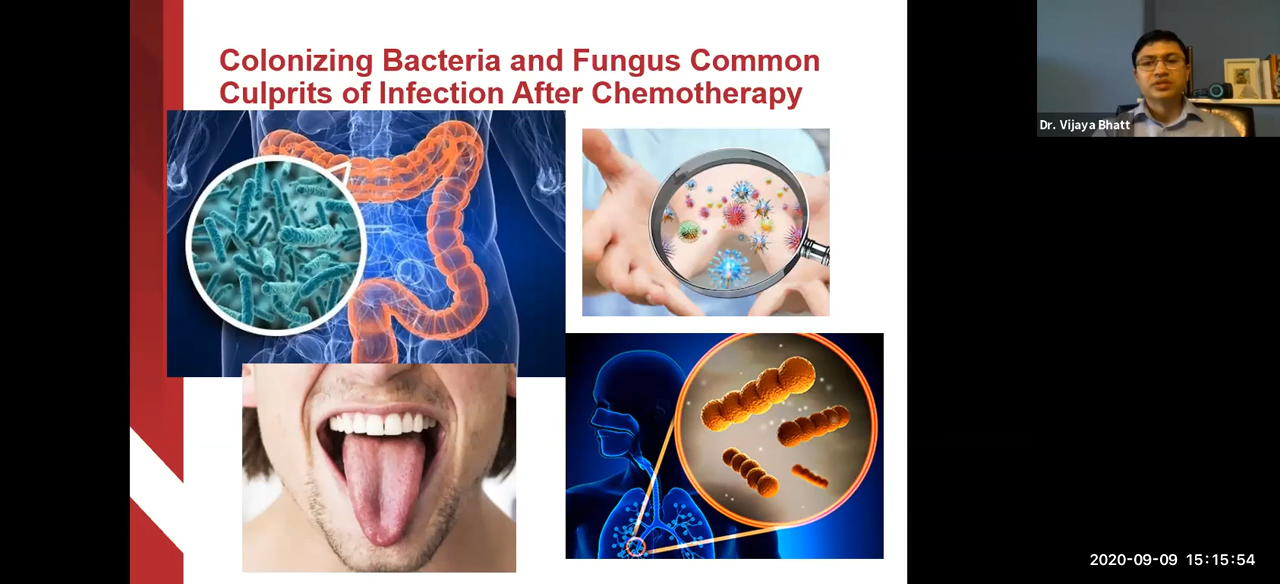 Colonizing Bacteria and Fungus Common
Culprits of Infection After Chemotherapy
Dr. Vijaya Bhatt
2020-09-09 15:15:54